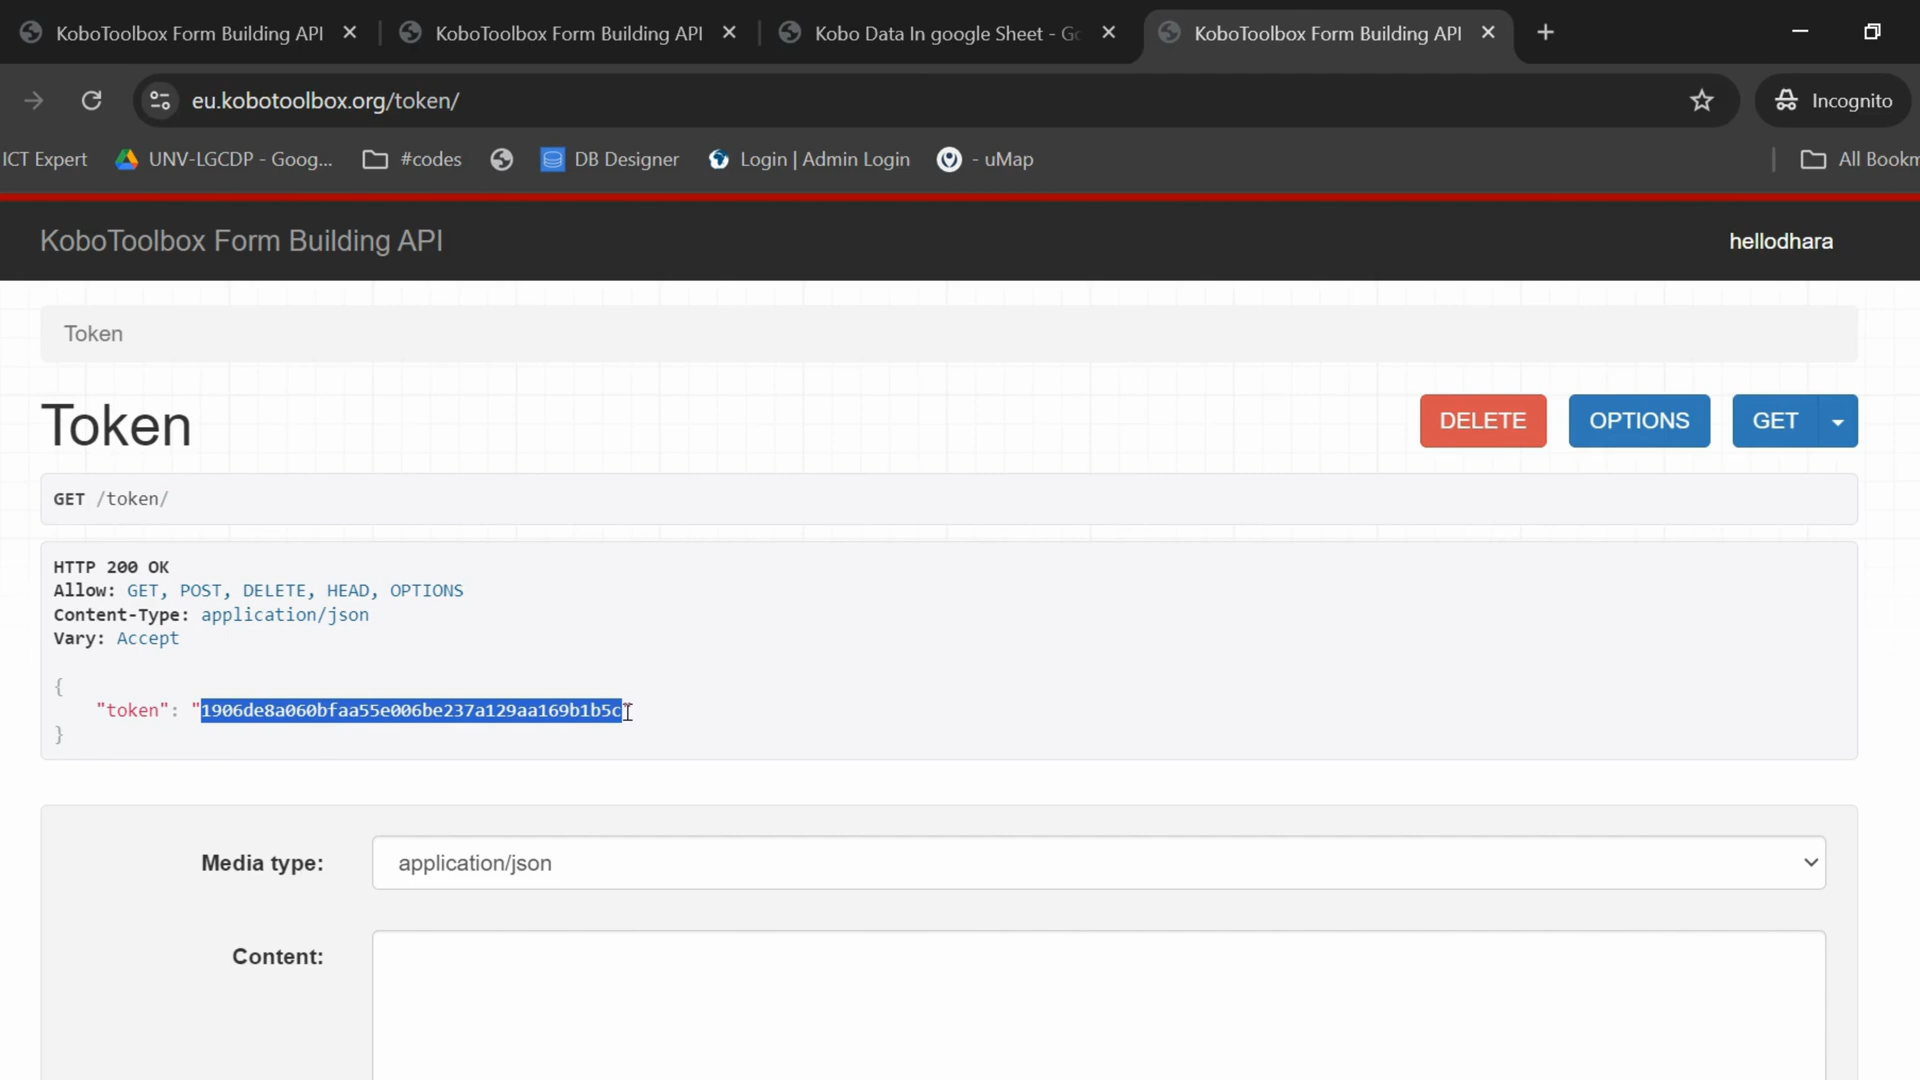 KoboToolbox Form Building API
KoboToolbox Form Building API
Kobo Data In google Sheet - Go
KoboToolbox Form Building API
eu.kobotoolbox.org/token/
Incognito
ICT Expert
UNV-LGCDP - Goog...
#codes
DB Designer
Login | Admin Login
- uMap
All Bookm
KoboToolbox Form Building API
hellodhara
Token
Token
DELETE
OPTIONS
GET
GET /token/
HTTP 200 OK
Allow: GET, POST, DELETE, HEAD, OPTIONS
Content-Type: application/json
Vary: Accept
{
"token": "1906de8a060bfaa55e006be237a129aa169b1b5c"
}
Media type:
application/json
Content: